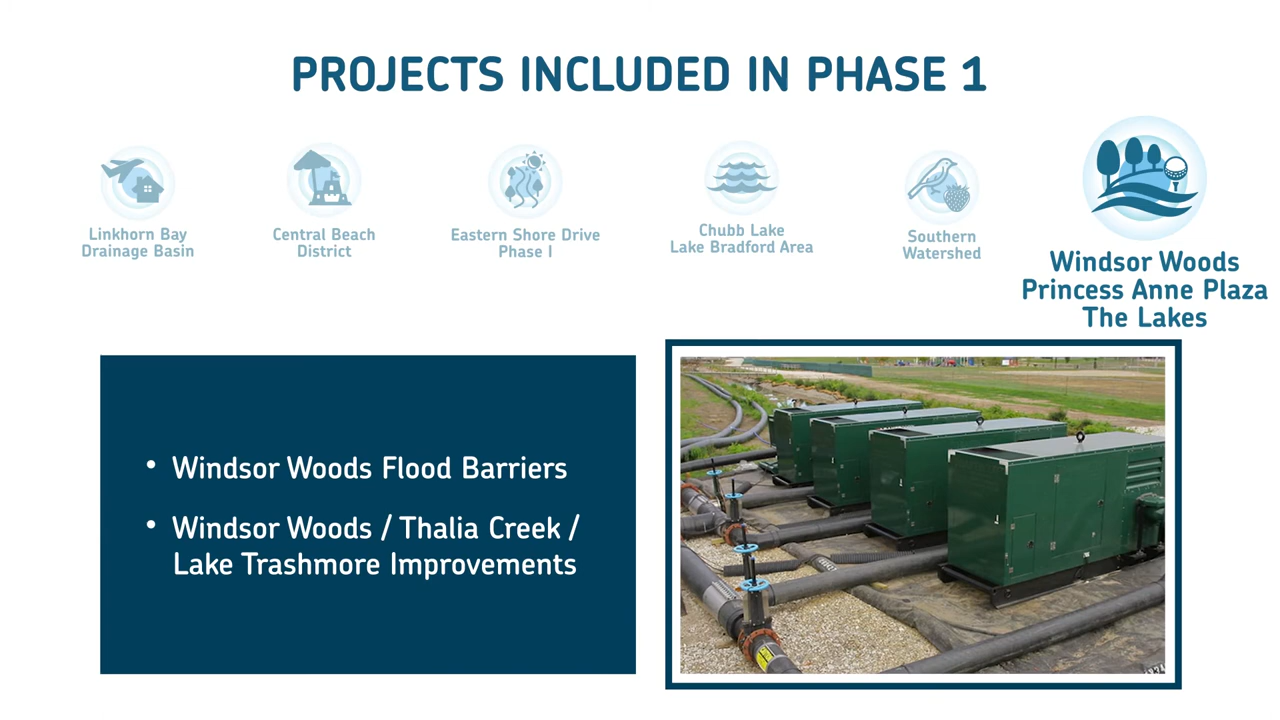 PROJECTS INCLUDED IN PHASE 1
Linkhorn Bay
Drainage Basin
Central Beach
District
Eastern Shore Drive
Phase I
Chubb Lake
Lake Bradford Area
Southern
Watershed
Windsor Woods
Princess Anne Plaza
The Lakes
• Windsor Woods Flood Barriers
• Windsor Woods / Thalia Creek /
Lake Trashmore Improvements